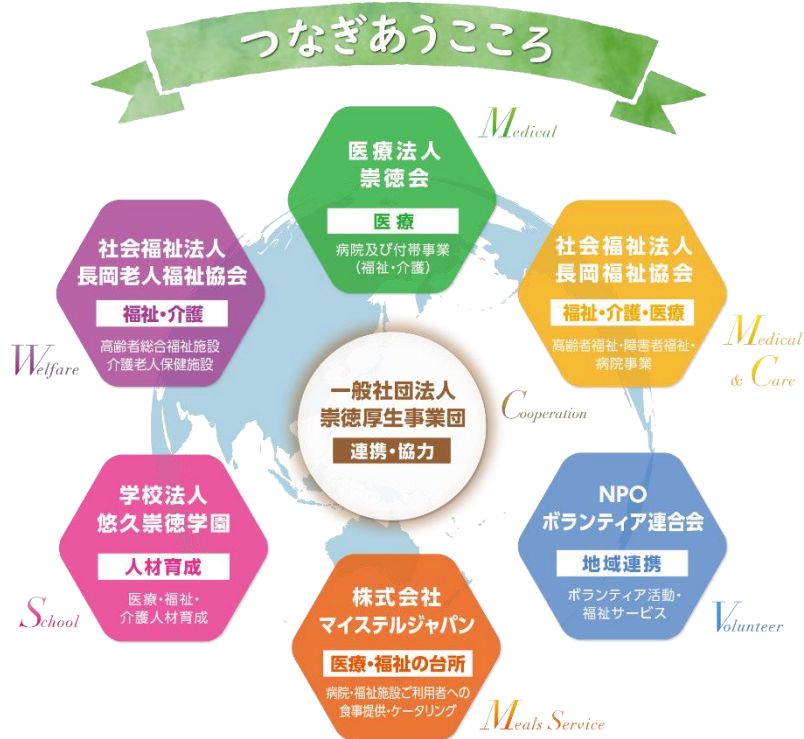 つなぎあうこころ
Medical
医療法人
崇徳会
医療
病院及び付帯事業
(福祉・介護)
社会福祉法人
長岡老人福祉協会
福祉・介護
高齢者総合福祉施設
介護老人保健施設
Welfare
社会福祉法人
長岡福祉協会
福祉・介護・医療
高齢者福祉・障害者福祉・
病院事業
Medical
& Care
一般社団法人
崇徳厚生事業団
連携・協力
Cooperation
学校法人
悠久崇徳学園
人材育成
医療・福祉・
介護人材育成
School
NPO
ボランティア連合会
地域連携
ボランティア活動・
福祉サービス
Volunteer
株式会社
マイステルジャパン
医療・福祉の台所
病院・福祉施設ご利用者への
食事提供・ケータリング
Meals Service